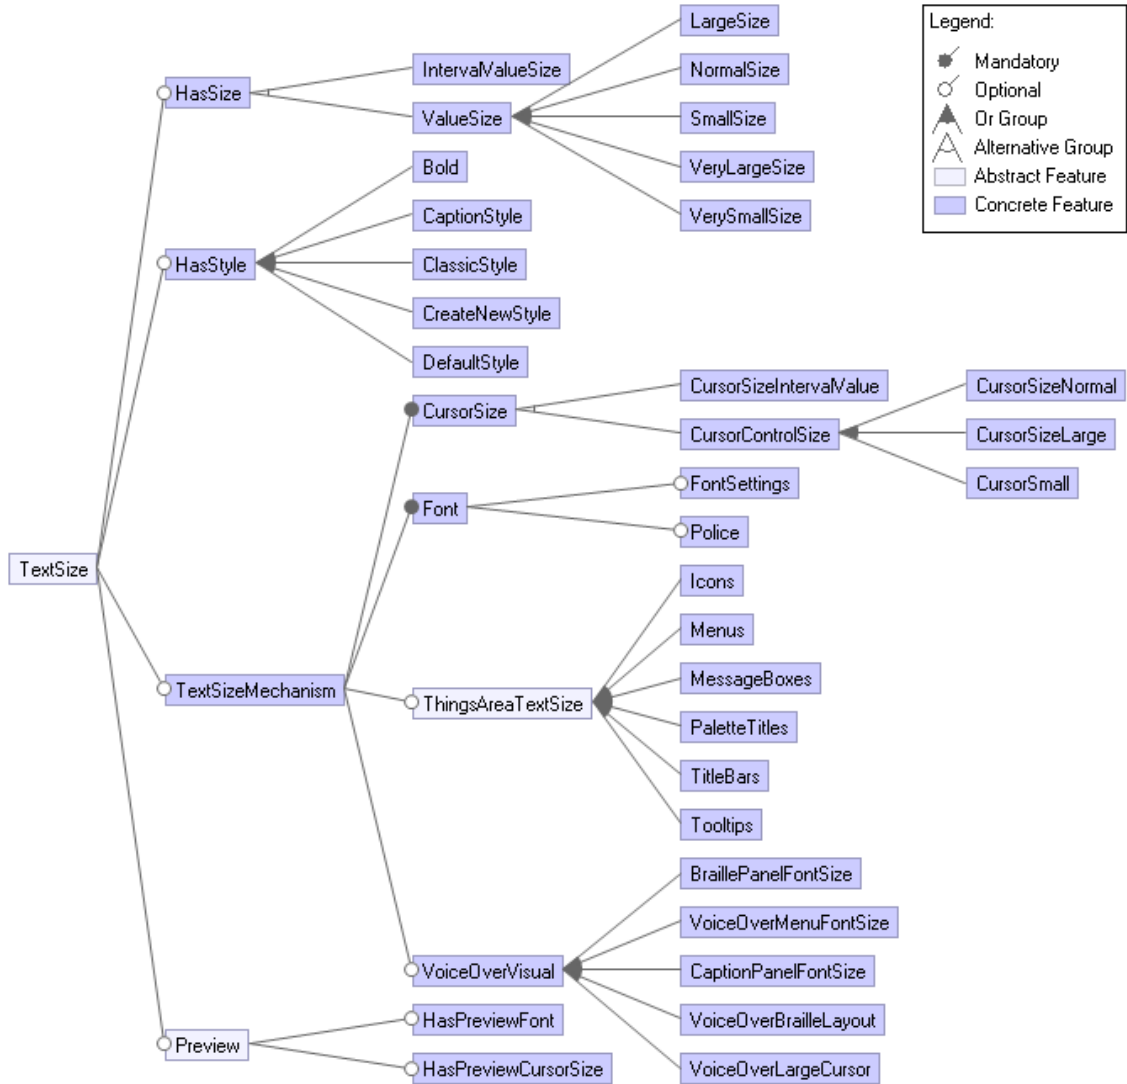 LargeSize
Legend:
Mandatory
Optional
Or Group
Alternative Group
Abstract Feature
Concrete Feature
IntervalValueSize
NormalSize
HasSize
ValueSize
SmallSize
VeryLargeSize
VerySmallSize
Bold
CaptionStyle
HasStyle
ClassicStyle
CreateNewStyle
DefaultStyle
CursorSize
CursorSizeIntervalValue
CursorSizeNormal
CursorControlSize
CursorSizeLarge
CursorSmall
Font
FontSettings
Police
TextSize
Icons
Menus
TextSizeMechanism
ThingsAreaTextSize
MessageBoxes
PaletteTitles
TitleBars
Tooltips
BraillePanelFontSize
VoiceOverMenuFontSize
VoiceOverVisual
CaptionPanelFontSize
VoiceOverBrailleLayout
VoiceOverLargeCursor
Preview
HasPreviewFont
HasPreviewCursorSize